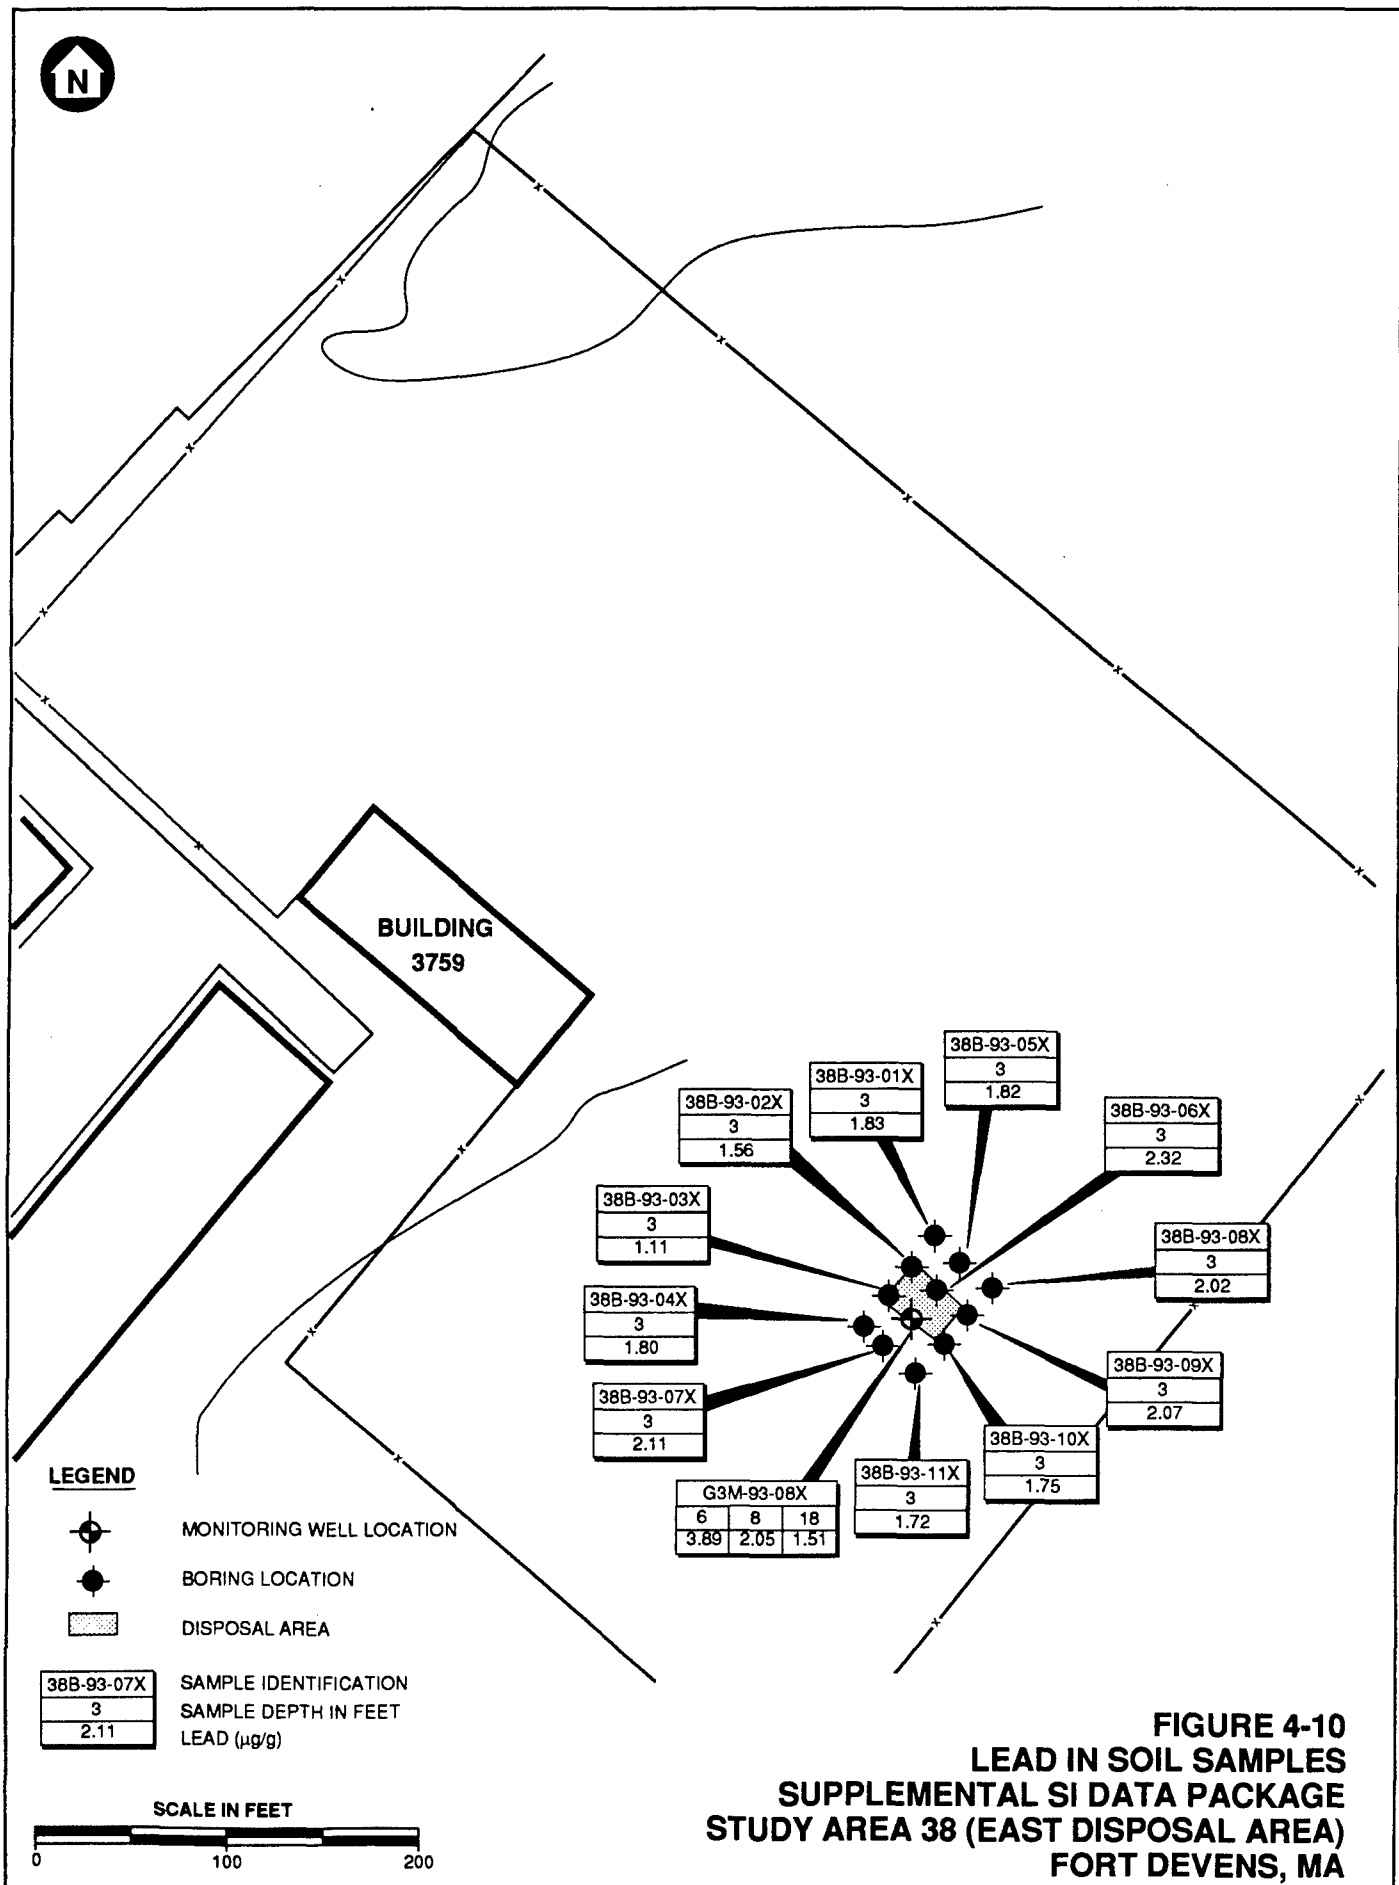 N
BUILDING
3759
38B-93-05X
3
1.82
38B-93-01X
3
1.83
38B-93-02X
3
1.56
38B-93-06X
3
2.32
38B-93-03X
3
1.11
38B-93-08X
3
2.02
38B-93-04X
3
1.80
38B-93-09X
3
2.07
38B-93-07X
3
2.11
38B-93-10X
3
1.75
38B-93-11X
3
1.72
G3M-93-08X
6 8 18
3.89 2.05 1.51
LEGEND
MONITORING WELL LOCATION
BORING LOCATION
DISPOSAL AREA
38B-93-07X SAMPLE IDENTIFICATION
3 SAMPLE DEPTH IN FEET
2.11 LEAD (µg/g)
SCALE IN FEET
0 100 200
FIGURE 4-10
LEAD IN SOIL SAMPLES
SUPPLEMENTAL SI DATA PACKAGE
STUDY AREA 38 (EAST DISPOSAL AREA)
FORT DEVENS, MA